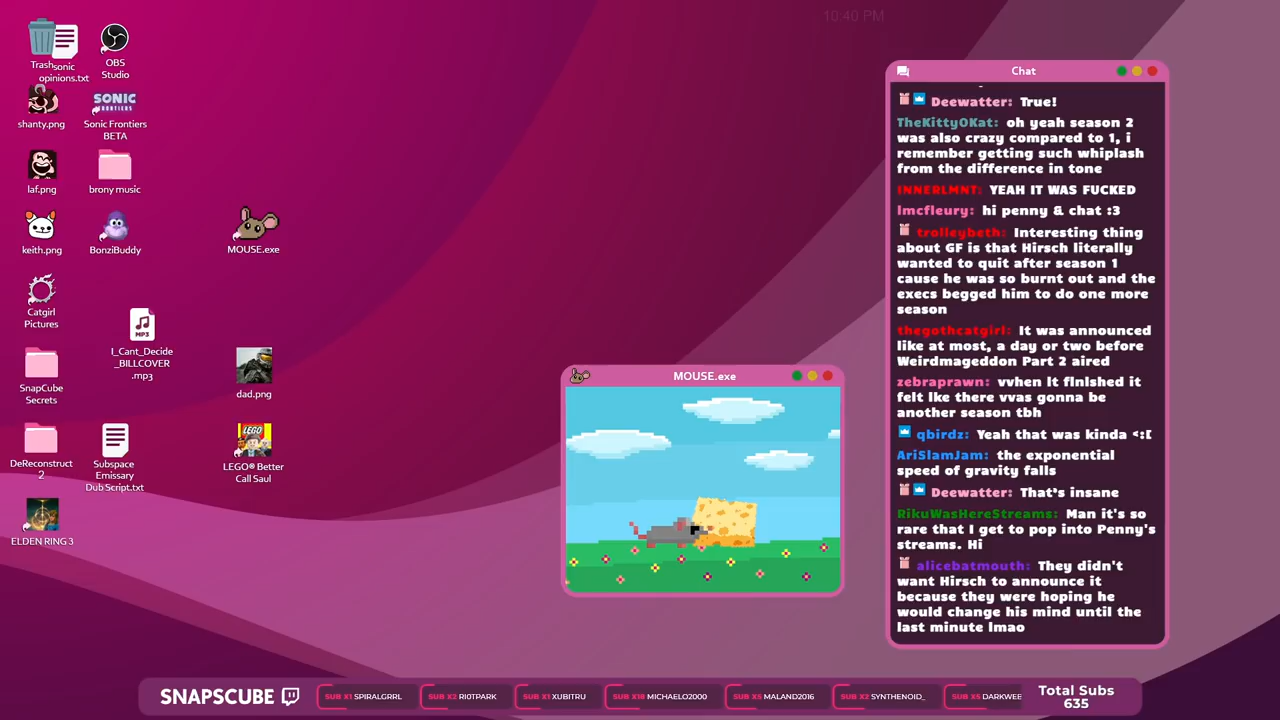 10:40 PM
Trash
sonic
opinions.txt
OBS
Studio
shanty.png
SONIC
FRONTIERS
Sonic Frontiers
BETA
laf.png
brony music
keith.png
BonziBuddy
MOUSE.exe
Catgirl
Pictures
MP3
I_Cant_Decide
_BILLCOVER
.mp3
SnapCube
Secrets
dad.png
DeReconstruct
2
Subspace
Emissary
Dub Script.txt
LEGO
LEGO® Better
Call Saul
ELDEN RING 3
MOUSE.exe
Chat
Deewatter: True!
TheKittyOKat: oh yeah season 2
was also crazy compared to 1, i
remember getting such whiplash
from the difference in tone
INNERLMNT: YEAH IT WAS FUCKED
lmcfleury: hi penny & chat :3
trolleybeth: Interesting thing
about GF is that Hirsch literally
wanted to quit after season 1
cause he was so burnt out and the
execs begged him to do one more
season
thegothcatgirl: It was announced
like at most, a day or two before
Weirdmageddon Part 2 aired
zebraprawn: vvhen it finished it
felt lke there vvas gonna be
another season tbh
qbirdz: Yeah that was kinda <:[
AriSlamJam: the exponential
speed of gravity falls
Deewatter: That's insane
RikuWasHereStreams: Man it's so
rare that I get to pop into Penny's
streams. Hi
alicebatmouth: They didn't
want Hirsch to announce it
because they were hoping he
would change his mind until the
last minute lmao
SNAPSCUBE
SUB X1 SPIRALGRRL
SUB X2 RI0TPARK
SUB X1 XUBITRU
SUB X18 MICHAELO2000
SUB X5 MALAND2016
SUB X2 SYNTHENOID_
SUB X5 DARKWEE
Total Subs
635